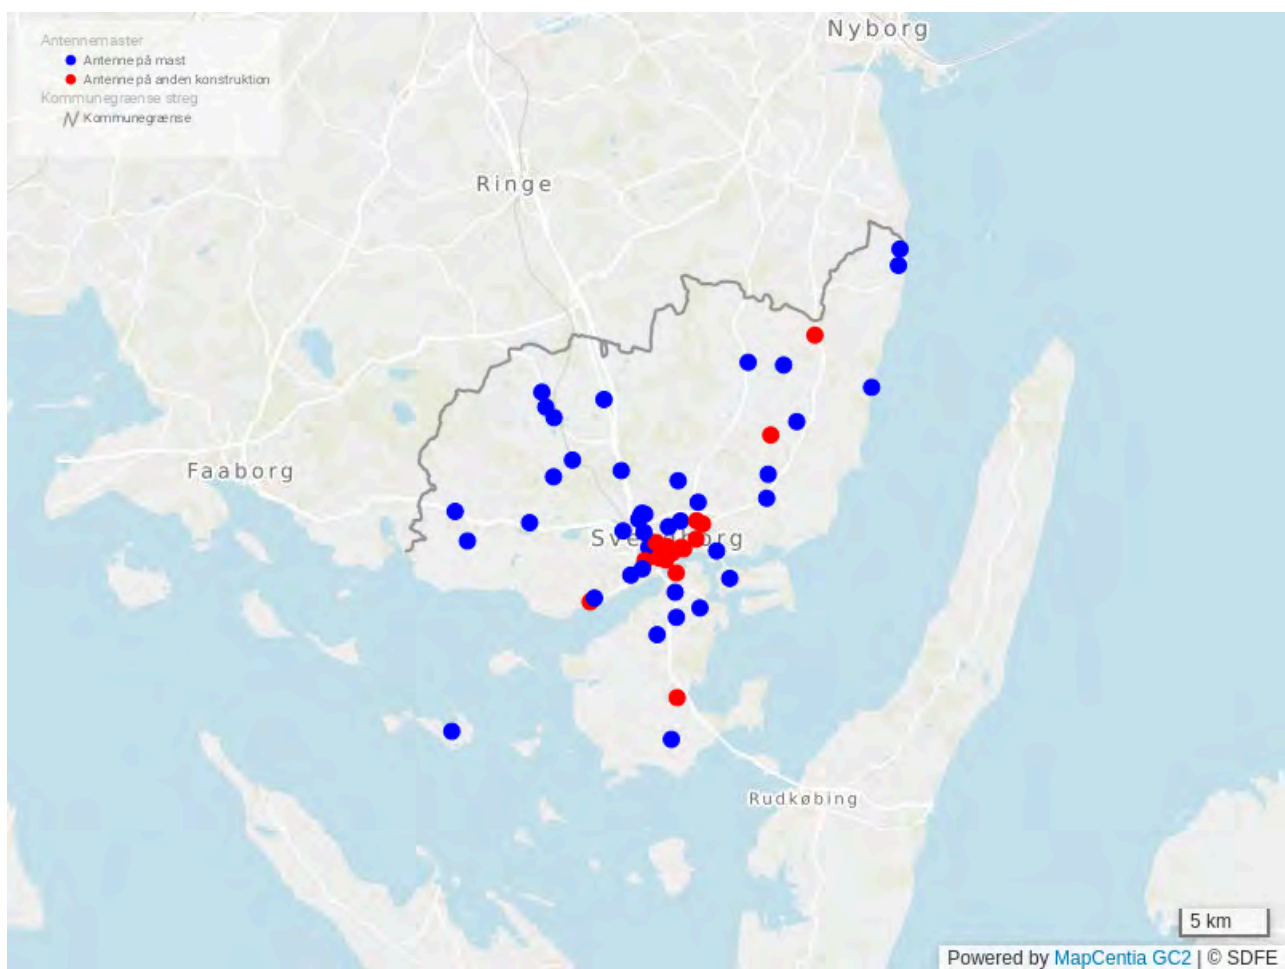 Nyborg
Antennemaster
Antenne på mast
Antenne på anden konstruktion
Kommunegrænse streg
Kommunegrænse
Ringe
Faaborg
Svendborg
Rudkøbing
5 km
Powered by MapCentia GC2 | © SDFE